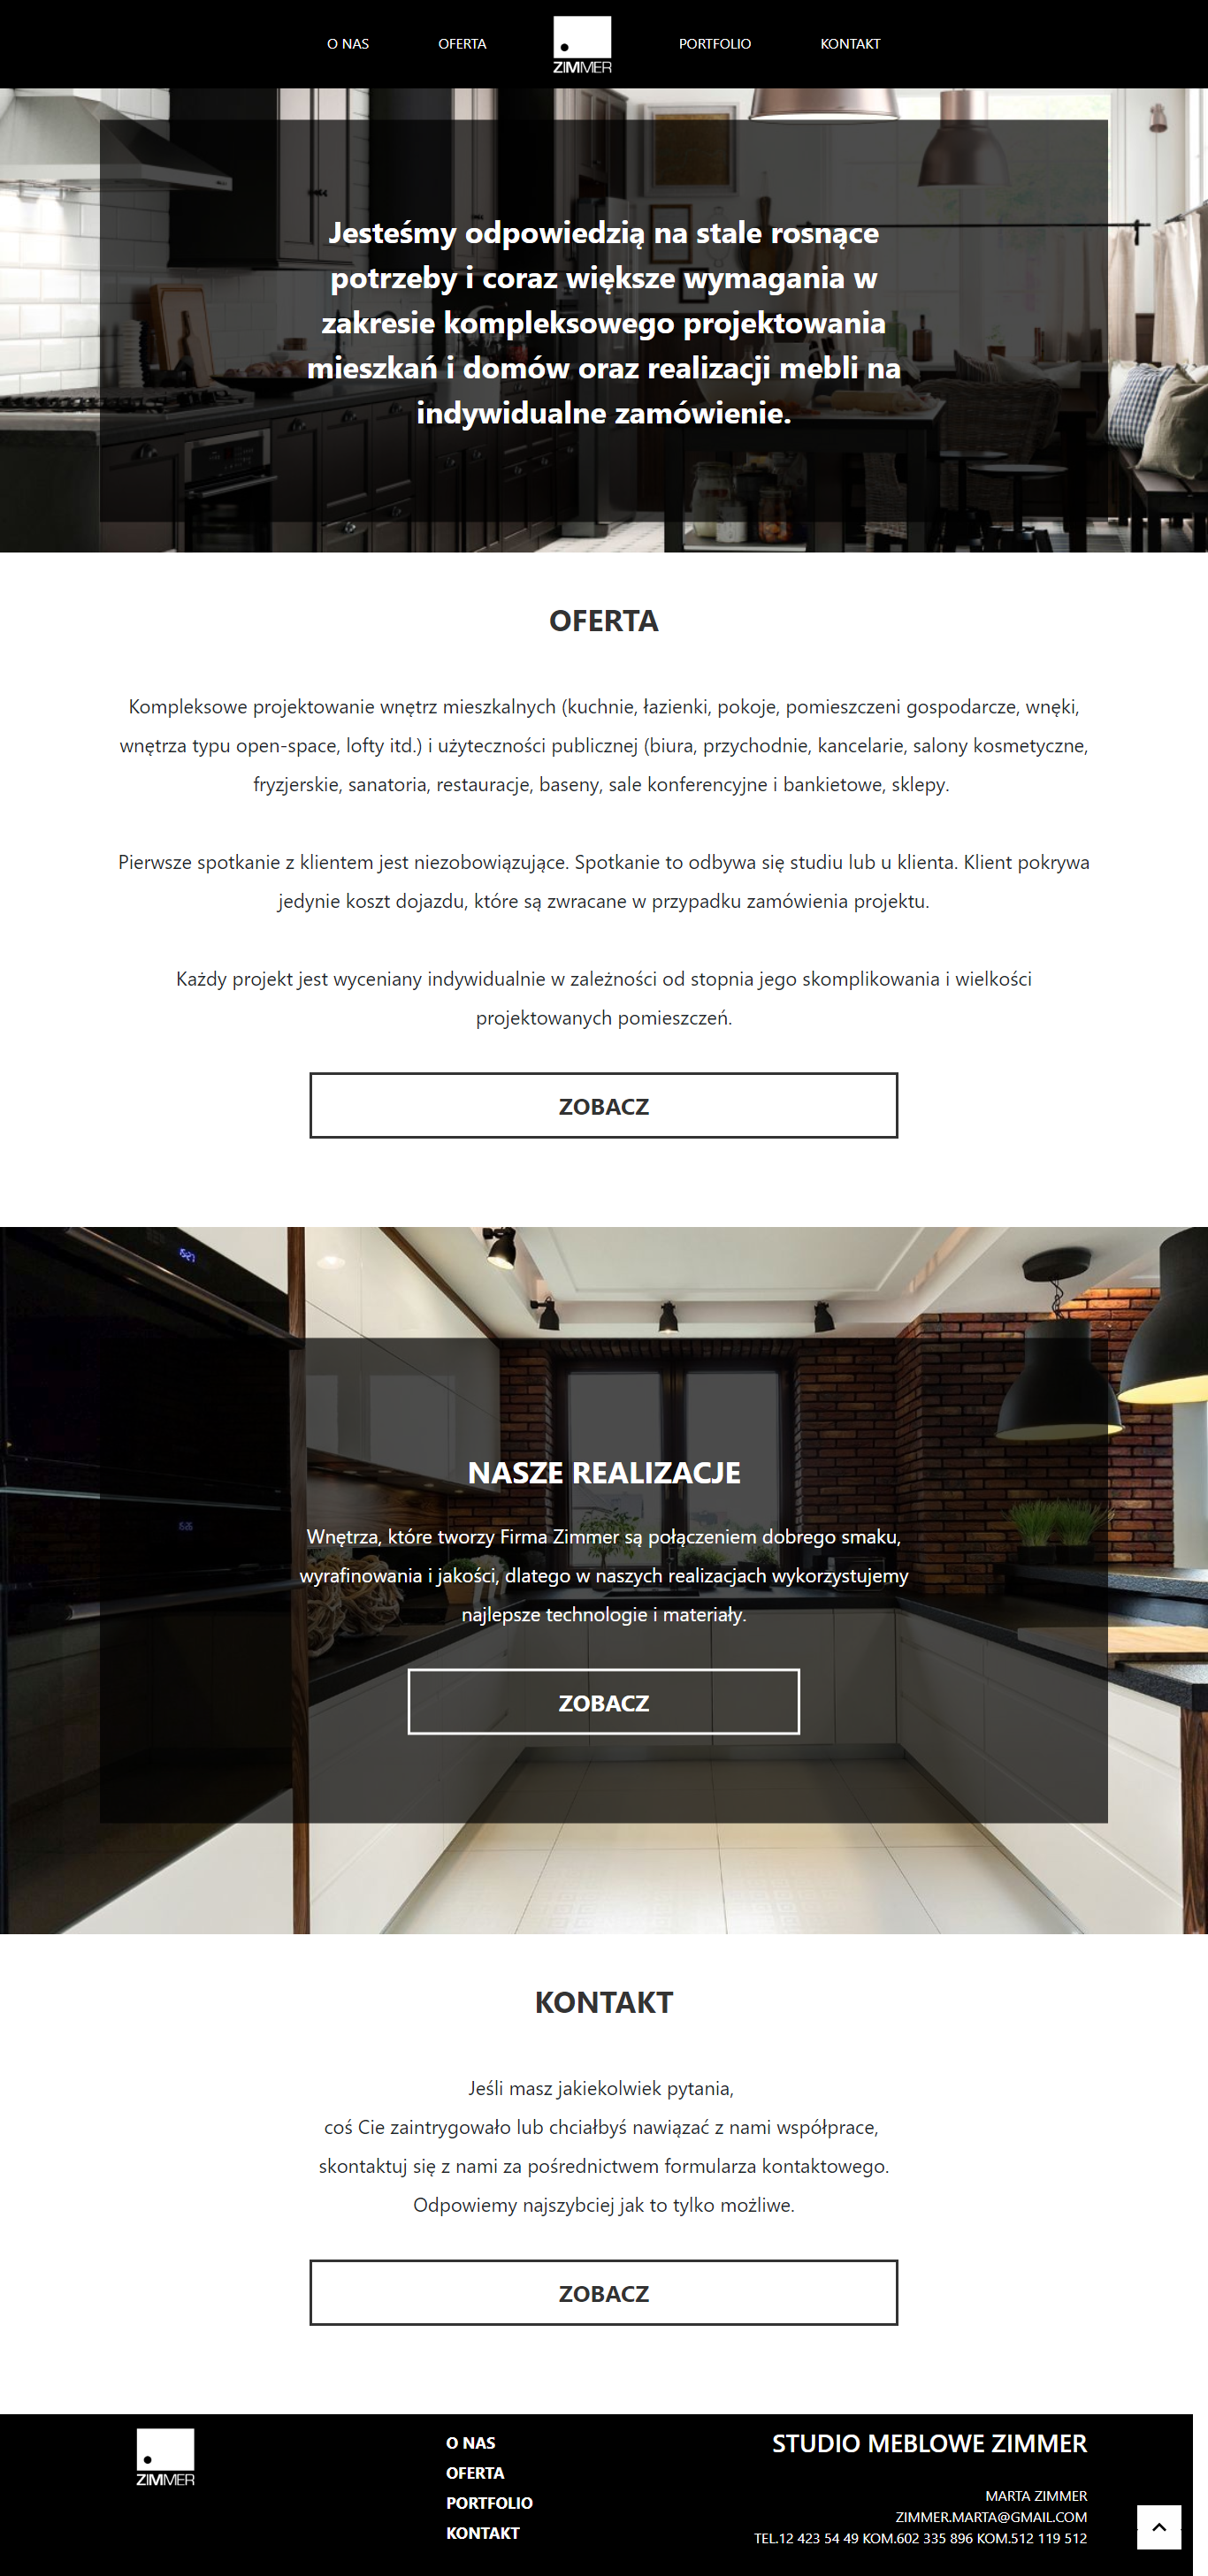 O NAS
OFERTA
ZIMMER
PORTFOLIO
KONTAKT
Jesteśmy odpowiedzią na stale rosnące
potrzeby i coraz większe wymagania w
zakresie kompleksowego projektowania
mieszkań i domów oraz realizacji mebli na
indywidualne zamówienie.
OFERTA
Kompleksowe projektowanie wnętrz mieszkalnych (kuchnie, łazienki, pokoje, pomieszczeni gospodarcze, wnęki,
wnętrza typu open-space, lofty itd.) i użyteczności publicznej (biura, przychodnie, kancelarie, salony kosmetyczne,
fryzjerskie, sanatoria, restauracje, baseny, sale konferencyjne i bankietowe, sklepy.
Pierwsze spotkanie z klientem jest niezobowiązujące. Spotkanie to odbywa się studiu lub u klienta. Klient pokrywa
jedynie koszt dojazdu, które są zwracane w przypadku zamówienia projektu.
Każdy projekt jest wyceniany indywidualnie w zależności od stopnia jego skomplikowania i wielkości
projektowanych pomieszczeń.
ZOBACZ
NASZE REALIZACJE
Wnętrza, które tworzy Firma Zimmer są połączeniem dobrego smaku,
wyrafinowania i jakości, dlatego w naszych realizacjach wykorzystujemy
najlepsze technologie i materiały.
ZOBACZ
KONTAKT
Jeśli masz jakiekolwiek pytania,
coś Cie zaintrygowało lub chciałbyś nawiązać z nami współprace,
skontaktuj się z nami za pośrednictwem formularza kontaktowego.
Odpowiemy najszybciej jak to tylko możliwe.
ZOBACZ
ZIMMER
O NAS
OFERTA
PORTFOLIO
KONTAKT
STUDIO MEBLOWE ZIMMER
MARTA ZIMMER
ZIMMER.MARTA@GMAIL.COM
TEL.12 423 54 49 KOM.602 335 896 KOM.512 119 512